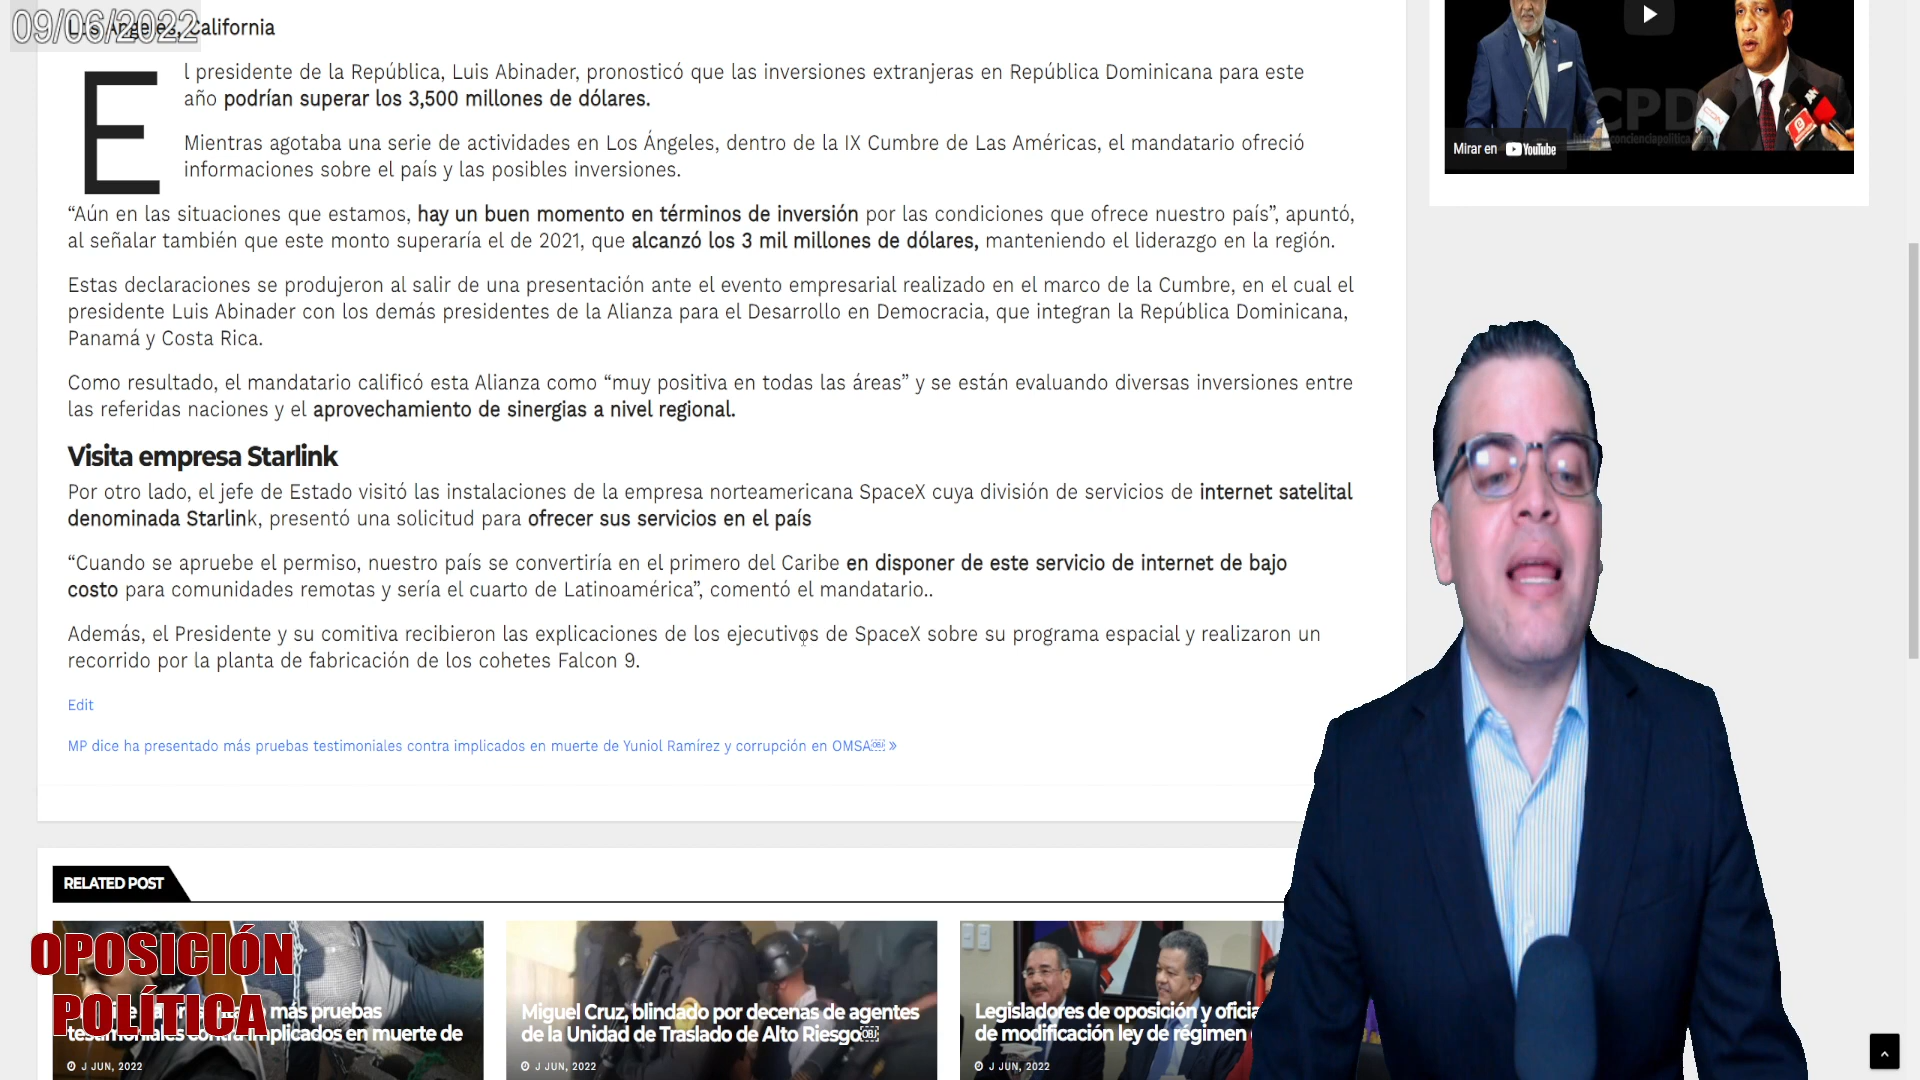 09/06/2022
Los Angeles, California
El presidente de la República, Luis Abinader, pronosticó que las inversiones extranjeras en República Dominicana para este
año podrían superar los 3,500 millones de dólares.
Mientras agotaba una serie de actividades en Los Ángeles, dentro de la IX Cumbre de Las Américas, el mandatario ofreció
informaciones sobre el país y las posibles inversiones.
“Aún en las situaciones que estamos, hay un buen momento en términos de inversión por las condiciones que ofrece nuestro país”, apuntó,
al señalar también que este monto superaría el de 2021, que alcanzó los 3 mil millones de dólares, manteniendo el liderazgo en la región.
Estas declaraciones se produjeron al salir de una presentación ante el evento empresarial realizado en el marco de la Cumbre, en el cual el
presidente Luis Abinader con los demás presidentes de la Alianza para el Desarrollo en Democracia, que integran la República Dominicana,
Panamá y Costa Rica.
Como resultado, el mandatario calificó esta Alianza como “muy positiva en todas las áreas” y se están evaluando diversas inversiones entre
las referidas naciones y el aprovechamiento de sinergias a nivel regional.
Visita empresa Starlink
Por otro lado, el jefe de Estado visitó las instalaciones de la empresa norteamericana SpaceX cuya división de servicios de internet satelital
denominada Starlink, presentó una solicitud para ofrecer sus servicios en el país
“Cuando se apruebe el permiso, nuestro país se convertiría en el primero del Caribe en disponer de este servicio de internet de bajo
costo para comunidades remotas y sería el cuarto de Latinoamérica”, comentó el mandatario..
Además, el Presidente y su comitiva recibieron las explicaciones de los ejecutivos de SpaceX sobre su programa espacial y realizaron un
recorrido por la planta de fabricación de los cohetes Falcon 9.
Edit
MP dice ha presentado más pruebas testimoniales contra implicados en muerte de Yuniol Ramírez y corrupción en OMSA￼ »
CPD
Mirar en YouTube
RELATED POST
OPOSICIÓN
POLÍTICA
más pruebas
testimoniales contra implicados en muerte de
J JUN, 2022
Miguel Cruz, blindado por decenas de agentes
de la Unidad de Traslado de Alto Riesgo￼
J JUN, 2022
Legisladores de oposición y oficia
de modificación ley de régimen
J JUN, 2022